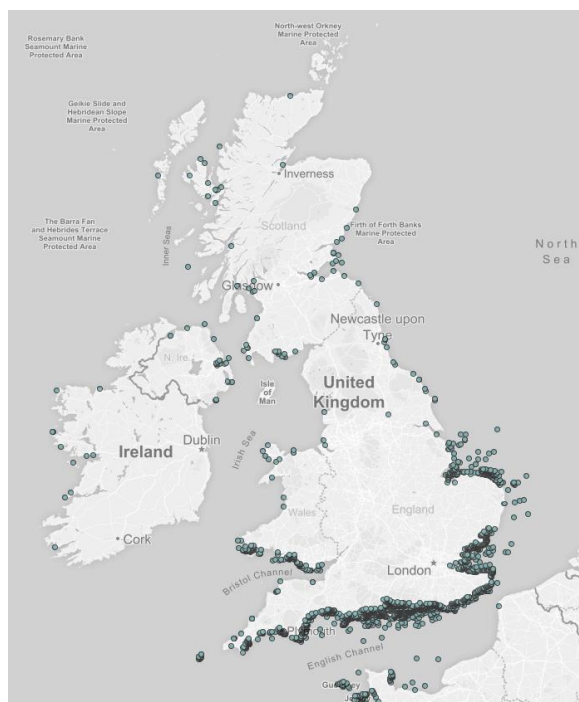 North-west Orkney
Marine Protected
Area
Rosemary Bank
Seamount Marine
Protected Area
Geikie Slide and
Hebridean Slope
Marine Protected
Area
Inverness
The Barra Fan
and Hebrides Terrace
Seamount Marine
Protected Area
Inner Seas
Scotland
Firth of Forth Banks
Marine Protected
Area
North
Sea
Glasgow
Newcastle upon
Tyne
N. Ire.
Isle
of
Man
United
Kingdom
Ireland
Dublin
Irish Sea
Wales
England
Cork
London
Bristol Channel
Plymouth
English Channel